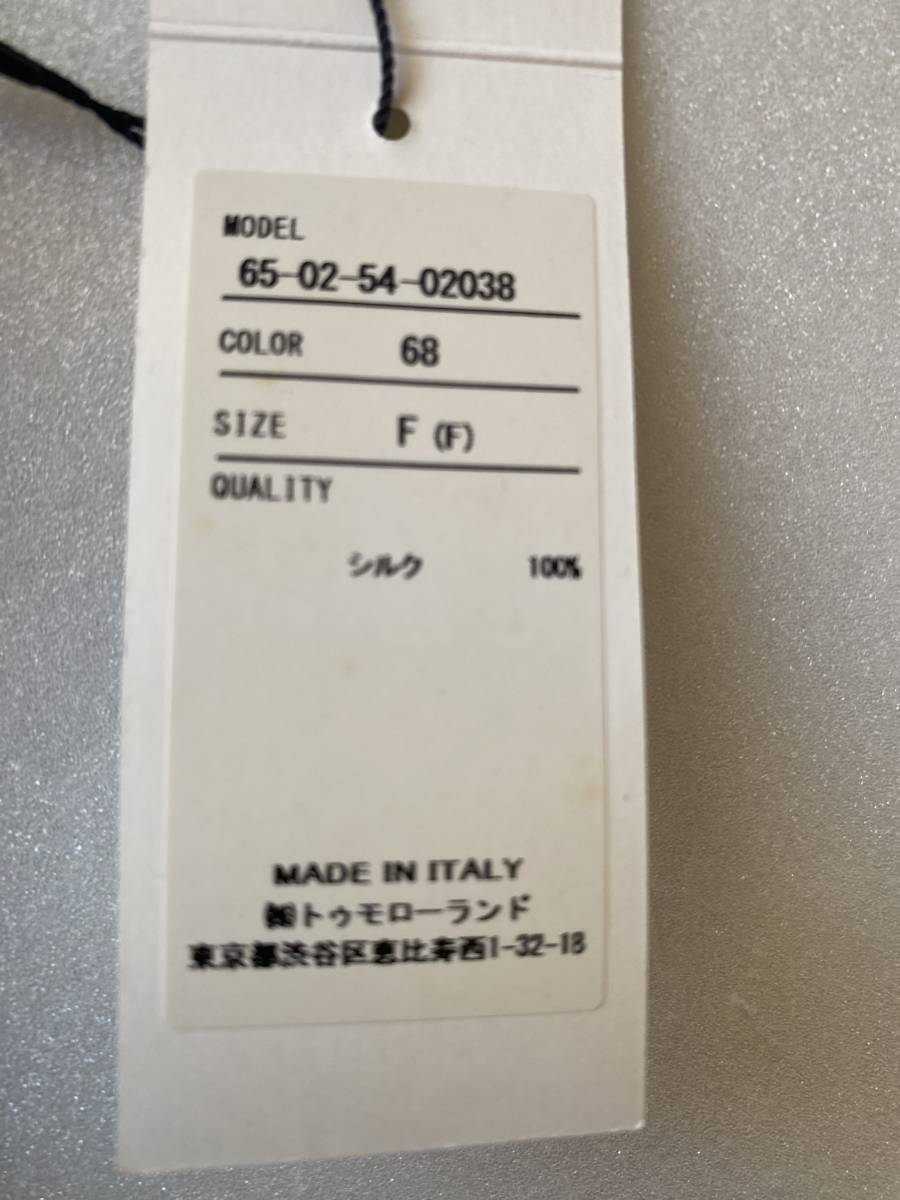 MODEL
65-02-54-02038
COLOR 68
SIZE F (F)
QUALITY
シルク 100%
MADE IN ITALY
㈱トゥモローランド
東京都渋谷区恵比寿西1-32-18